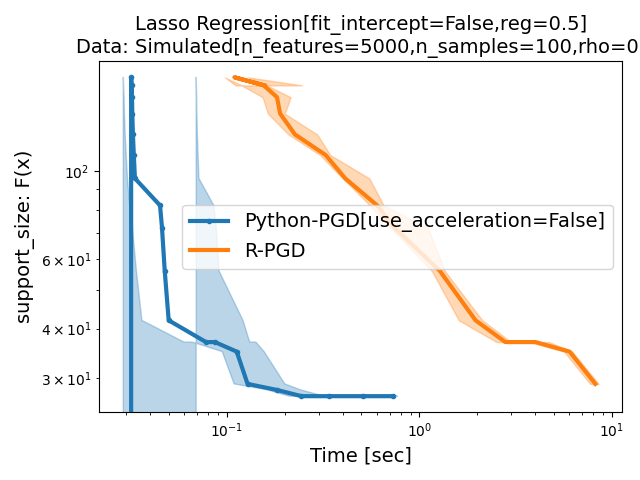 Lasso Regression[fit_intercept=False,reg=0.5]
Data: Simulated[n_features=5000,n_samples=100,rho=0
support_size: F(x)
10²
6 × 10¹
4 × 10¹
3 × 10¹
Python-PGD[use_acceleration=False]
R-PGD
10⁻¹ 10⁰ 10¹
Time [sec]